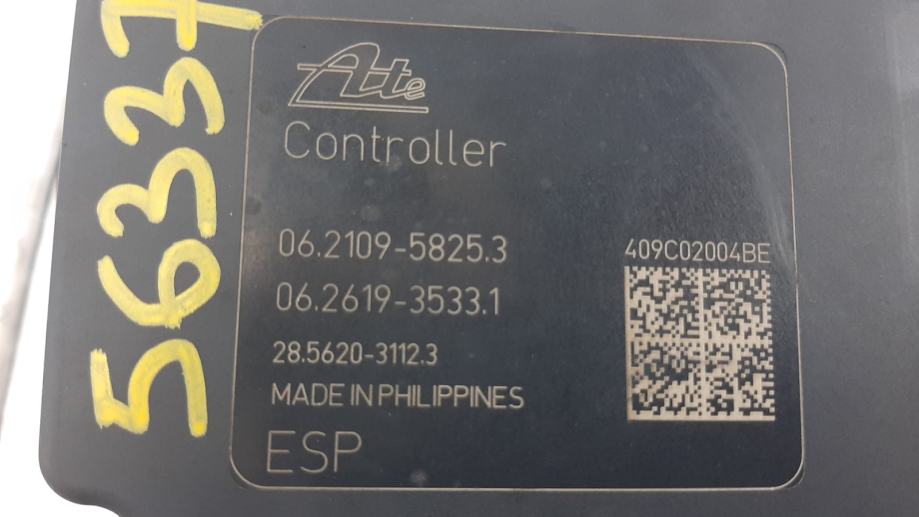 56337
Ate
Controller
06.2109-5825.3
409C02004BE
06.2619-3533.1
28.5620-3112.3
MADE IN PHILIPPINES
ESP